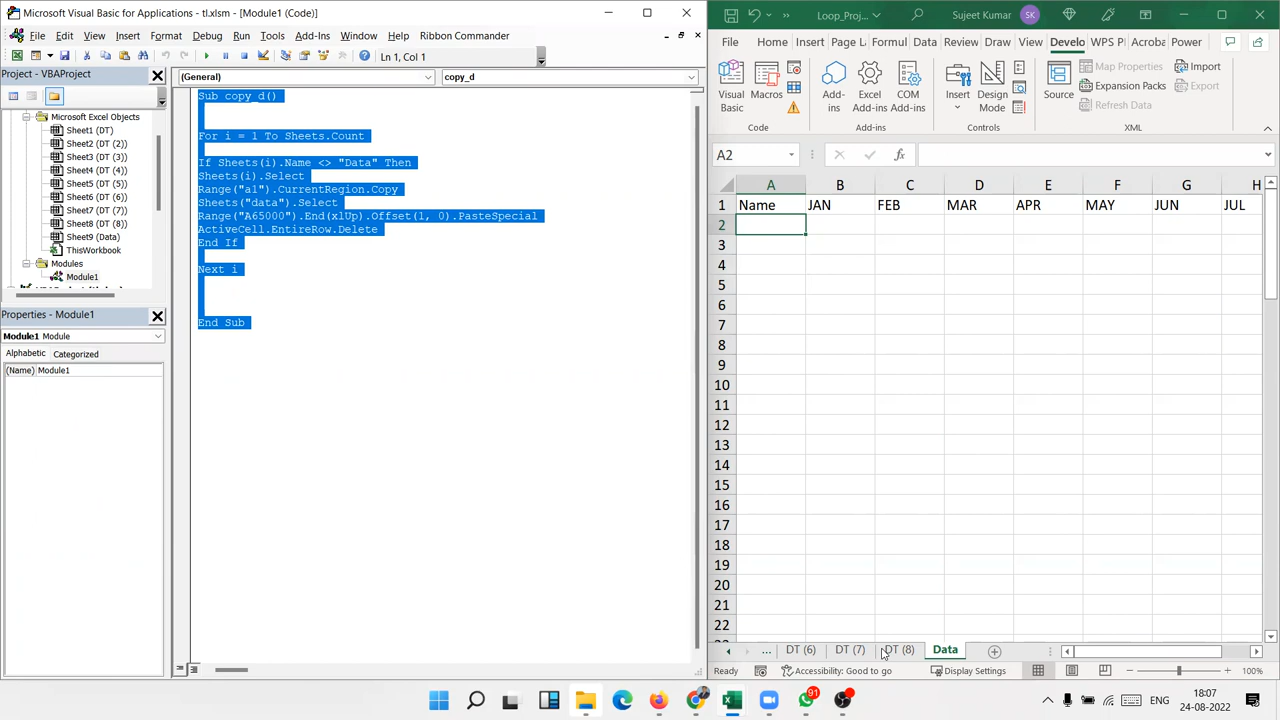 Microsoft Visual Basic for Applications - tl.xlsm - [Module1 (Code)]
File Edit View Insert Format Debug Run Tools Add-Ins Window Help Ribbon Commander
Ln 1, Col 1
Project - VBAProject
Microsoft Excel Objects
Sheet1 (DT)
Sheet2 (DT (2))
Sheet3 (DT (3))
Sheet4 (DT (4))
Sheet5 (DT (5))
Sheet6 (DT (6))
Sheet7 (DT (7))
Sheet8 (DT (8))
Sheet9 (Data)
ThisWorkbook
Modules
Module1
Properties - Module1
Module1 Module
Alphabetic Categorized
(Name) Module1
(General) copy_d
Sub copy_d()
For i = 1 To Sheets.Count
If Sheets(i).Name <> "Data" Then
Sheets(i).Select
Range("a1").CurrentRegion.Copy
Sheets("data").Select
Range("A65000").End(xlUp).Offset(1, 0).PasteSpecial
ActiveCell.EntireRow.Delete
End If
Next i
End Sub
Loop_Proj... Sujeet Kumar SK
File Home Insert Page L Formul Data Review Draw View Develo WPS P Acroba Power
Visual Basic
Macros
Code
Add-ins
Excel Add-ins
COM Add-ins
Add-ins
Insert
Design Mode
Controls
Source
Map Properties
Expansion Packs
Refresh Data
Import
Export
XML
A2 fx
A B C D E F G H
1 Name JAN FEB MAR APR MAY JUN JUL
2
3
4
5
6
7
8
9
10
11
12
13
14
15
16
17
18
19
20
21
22
... DT (6) DT (7) DT (8) Data
Ready Accessibility: Good to go Display Settings 100%
91
18:07
24-08-2022